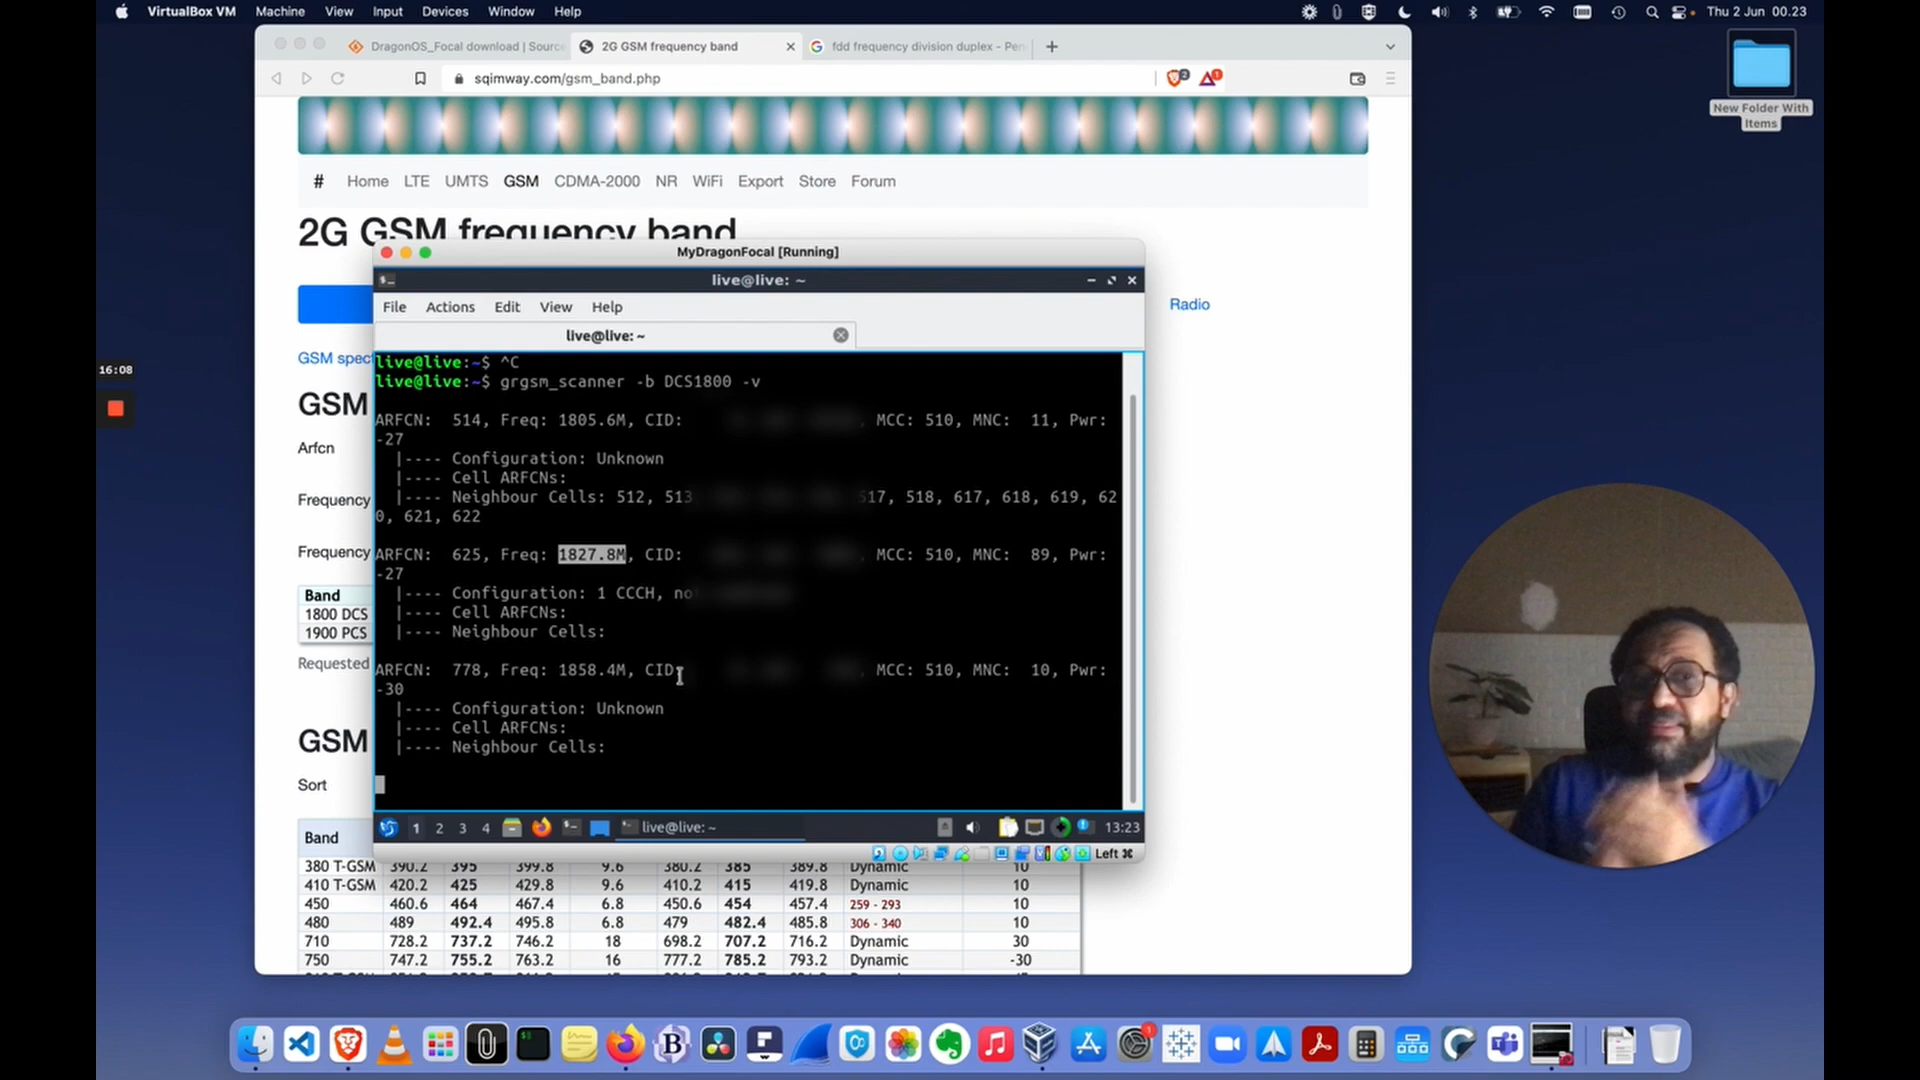 VirtualBox VM Machine View Input Devices Window Help Thu 2 Jun 00.23
DragonOS_Focal download | Source
2G GSM frequency band
fdd frequency division duplex - Pen
sqimway.com/gsm_band.php
2
1
New Folder With
Items
# Home LTE UMTS GSM CDMA-2000 NR WiFi Export Store Forum
2G GSM frequency band
MyDragonFocal [Running]
live@live: ~
Radio
File Actions Edit View Help
live@live: ~
GSM spec
16:08
GSM
Arfcn
Frequency
Frequency
Band
1800 DCS
1900 PCS
Requested
GSM
Sort
live@live:~$ ^C
live@live:~$ grgsm_scanner -b DCS1800 -v
ARFCN: 514, Freq: 1805.6M, CID: MCC: 510, MNC: 11, Pwr:
-27
|---- Configuration: Unknown
|---- Cell ARFCNs:
|---- Neighbour Cells: 512, 513 517, 518, 617, 618, 619, 62
0, 621, 622
ARFCN: 625, Freq: 1827.8M, CID: MCC: 510, MNC: 89, Pwr:
-27
|---- Configuration: 1 CCCH, no
|---- Cell ARFCNs:
|---- Neighbour Cells:
ARFCN: 778, Freq: 1858.4M, CID: MCC: 510, MNC: 10, Pwr:
-30
|---- Configuration: Unknown
|---- Cell ARFCNs:
|---- Neighbour Cells:
1 2 3 4 live@live: ~ 13:23
Left ⌘
Band
380 T-GSM 390.2 395 399.8 9.6 380.2 385 389.8 Dynamic 10
410 T-GSM 420.2 425 429.8 9.6 410.2 415 419.8 Dynamic 10
450 460.6 464 467.4 6.8 450.6 454 457.4 259 - 293 10
480 489 492.4 495.8 6.8 479 482.4 485.8 306 - 340 10
710 728.2 737.2 746.2 18 698.2 707.2 716.2 Dynamic 30
750 747.2 755.2 763.2 16 777.2 785.2 793.2 Dynamic -30